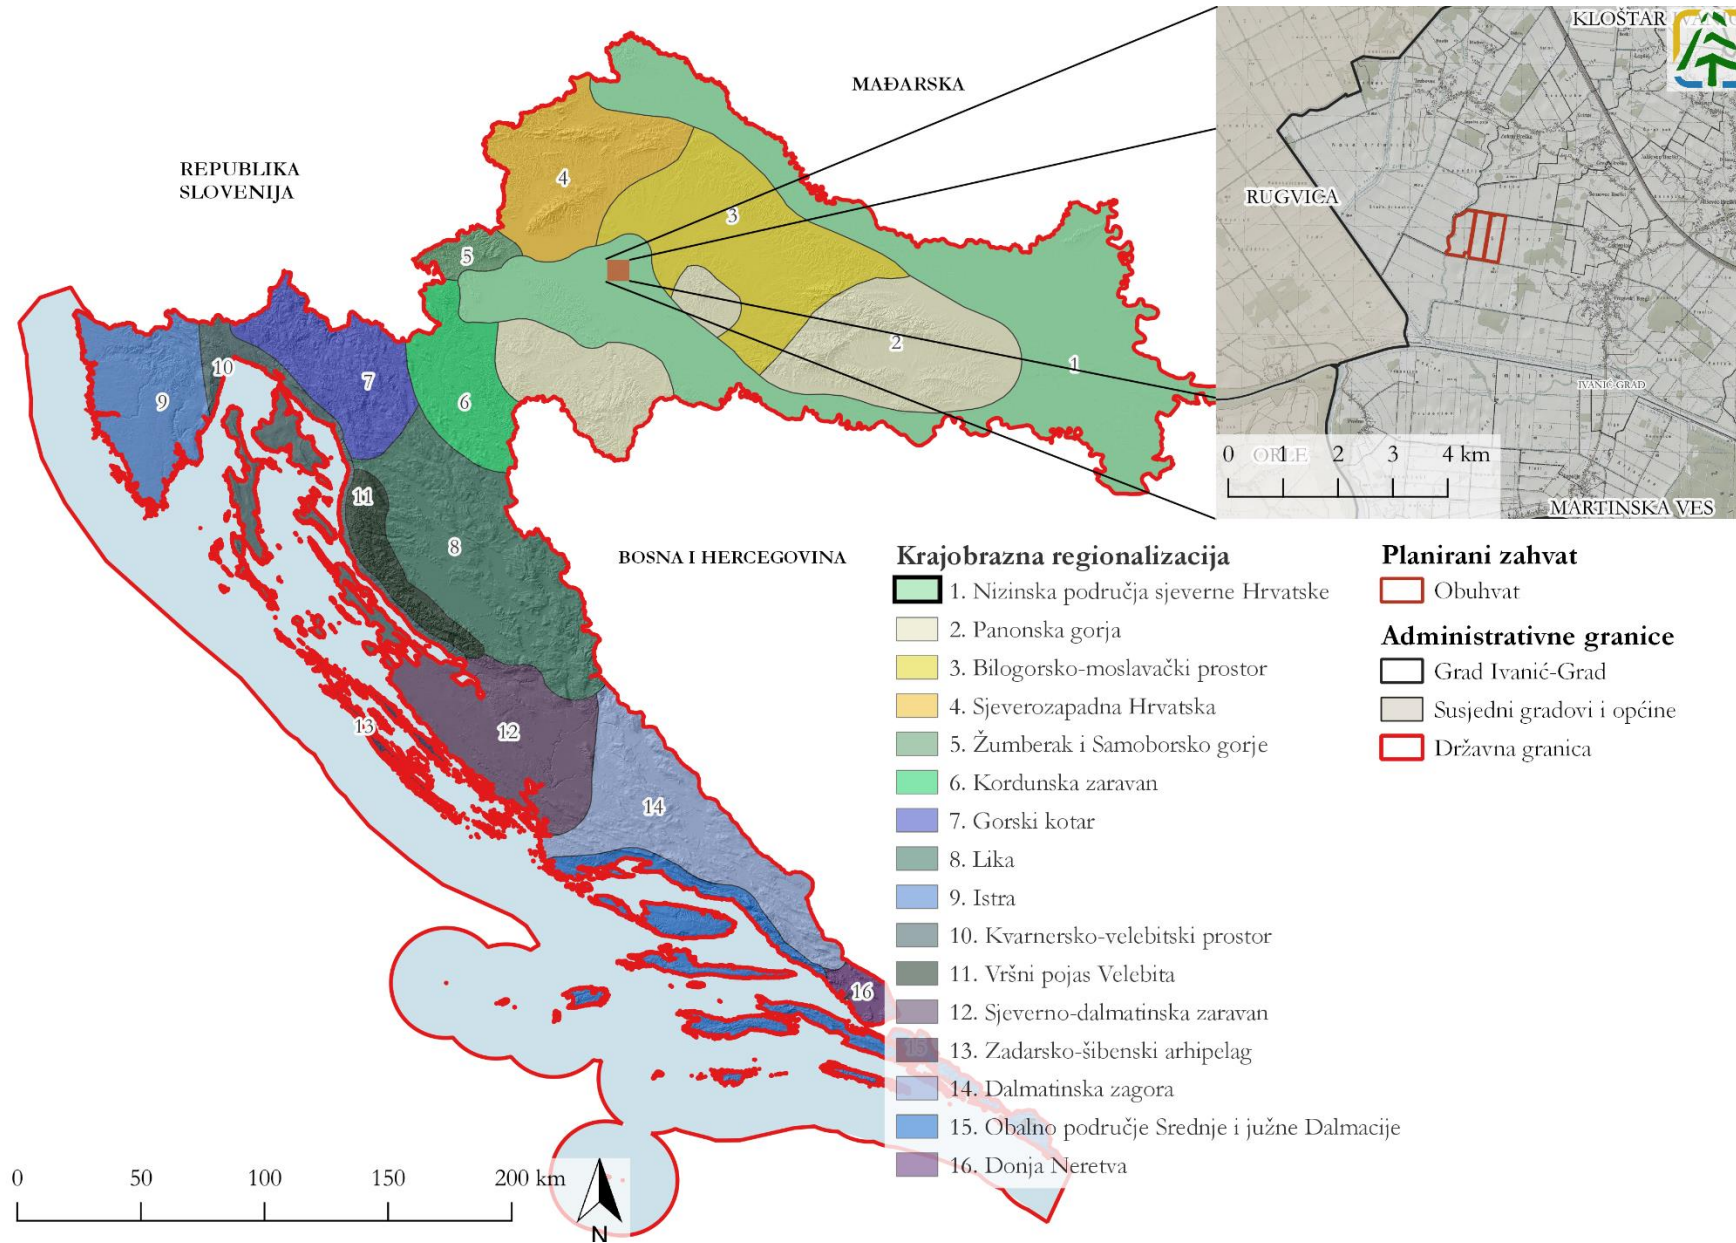 MAĐARSKA
REPUBLIKA
SLOVENIJA
BOSNA I HERCEGOVINA
4
3
5
2
1
10
7
6
9
11
8
13
12
14
16
15
KLOŠTAR IVANIĆ
RUGVICA
IVANIĆ-GRAD
ORLE
MARTINSKA VES
0 1 2 3 4 km
Krajobrazna regionalizacija
1. Nizinska područja sjeverne Hrvatske
2. Panonska gorja
3. Bilogorsko-moslavački prostor
4. Sjeverozapadna Hrvatska
5. Žumberak i Samoborsko gorje
6. Kordunska zaravan
7. Gorski kotar
8. Lika
9. Istra
10. Kvarnersko-velebitski prostor
11. Vršni pojas Velebita
12. Sjeverno-dalmatinska zaravan
13. Zadarsko-šibenski arhipelag
14. Dalmatinska zagora
15. Obalno područje Srednje i južne Dalmacije
16. Donja Neretva
Planirani zahvat
Obuhvat
Administrativne granice
Grad Ivanić-Grad
Susjedni gradovi i općine
Državna granica
0 50 100 150 200 km
N